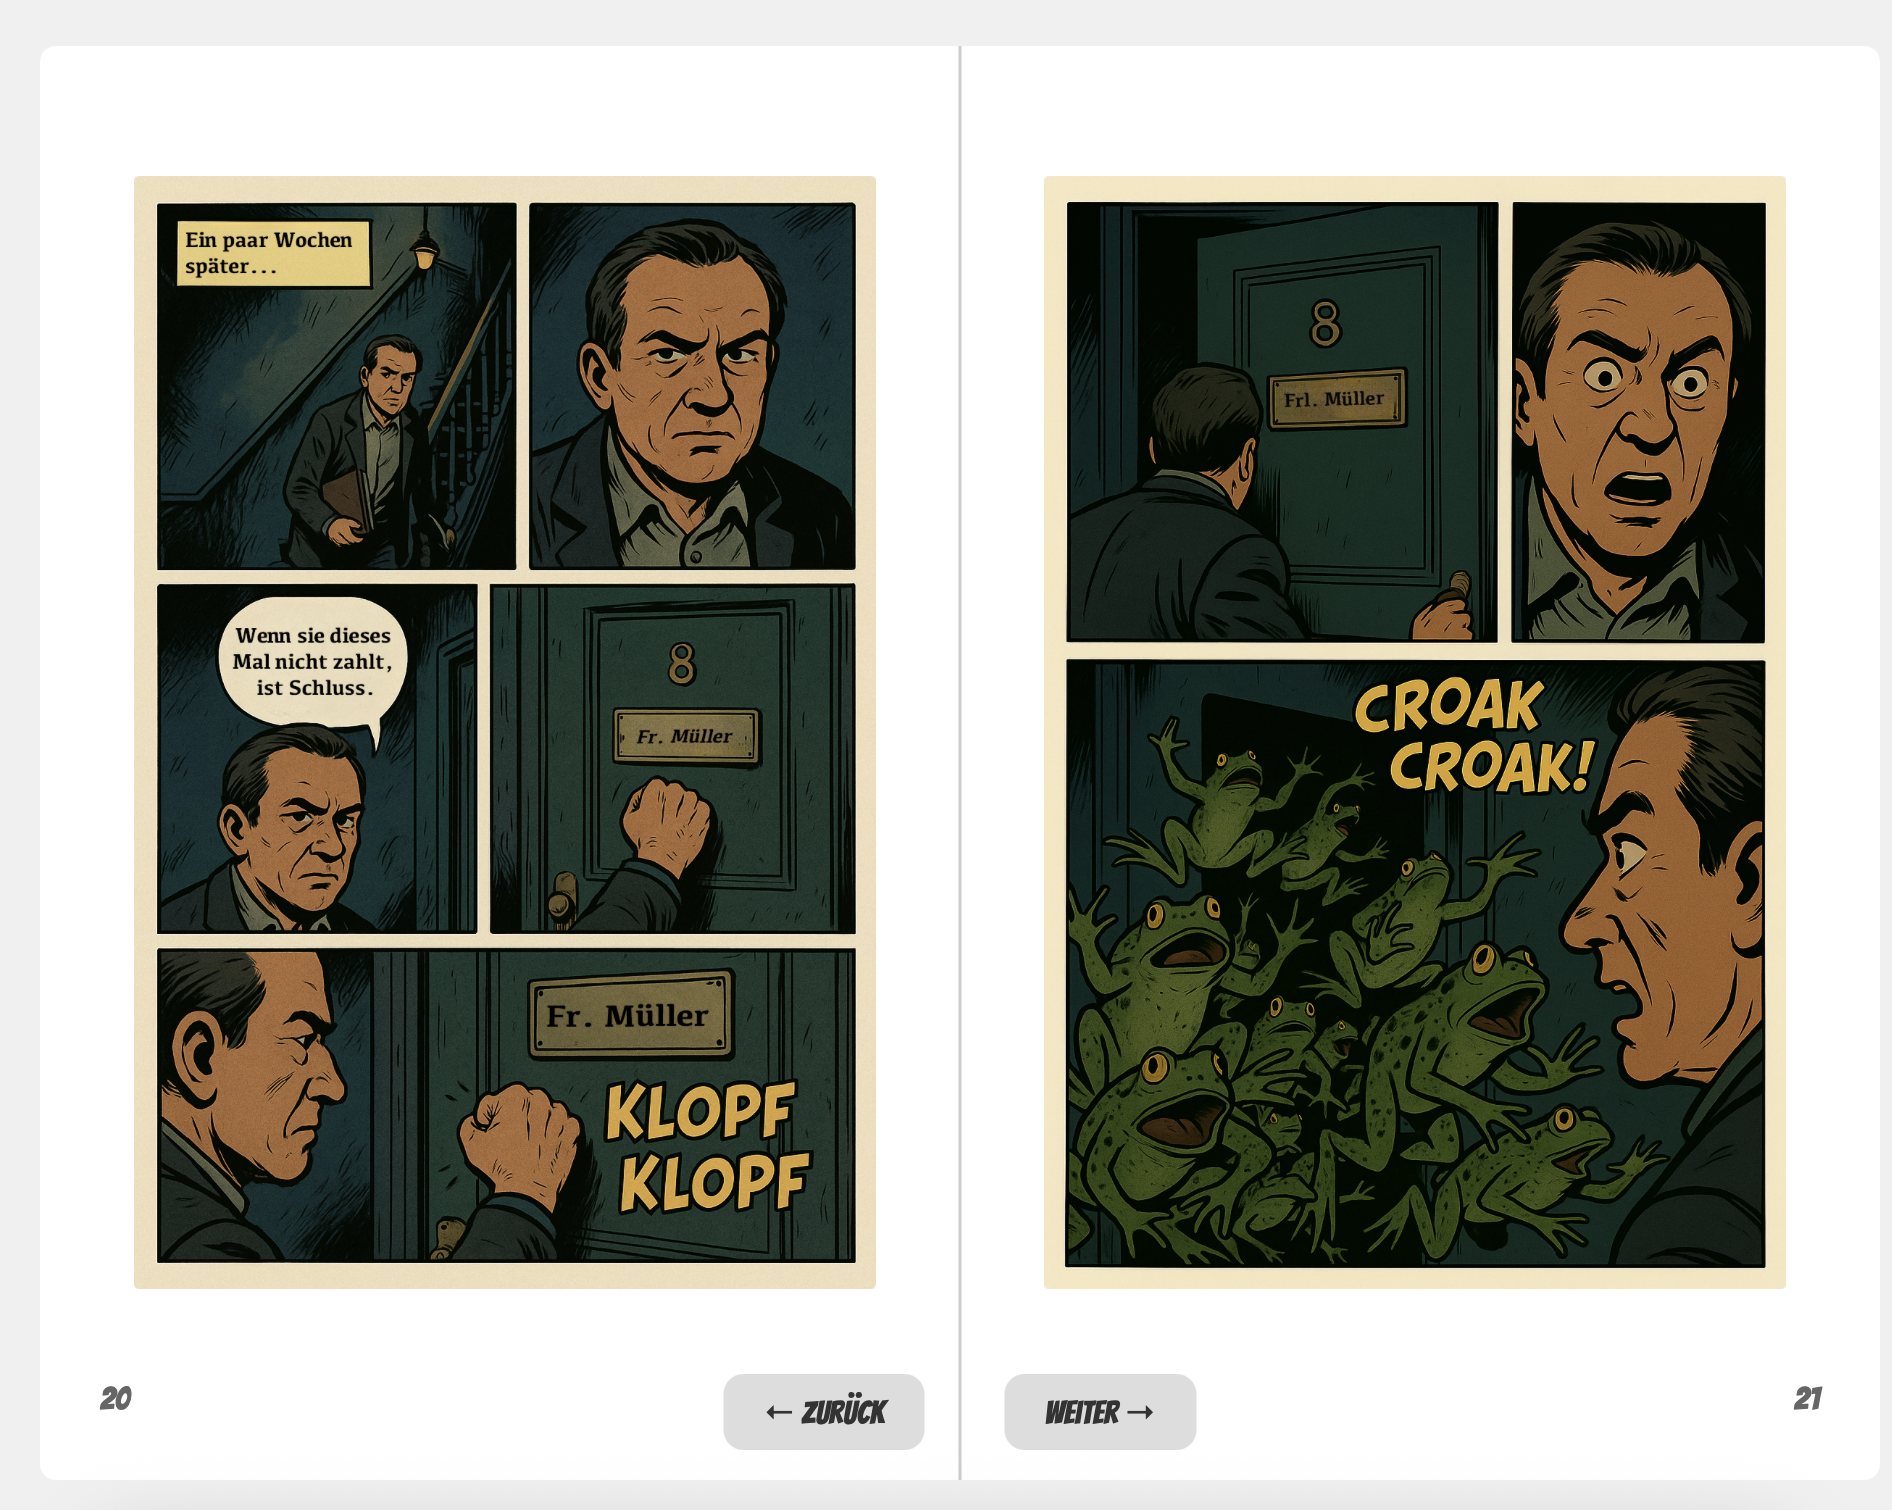 Ein paar Wochen
später...
Wenn sie dieses
Mal nicht zahlt,
ist Schluss.
8
Fr. Müller
Fr. Müller
KLOPF
KLOPF
20
← ZURÜCK
8
Frl. Müller
CROAK
CROAK!
WEITER →
21